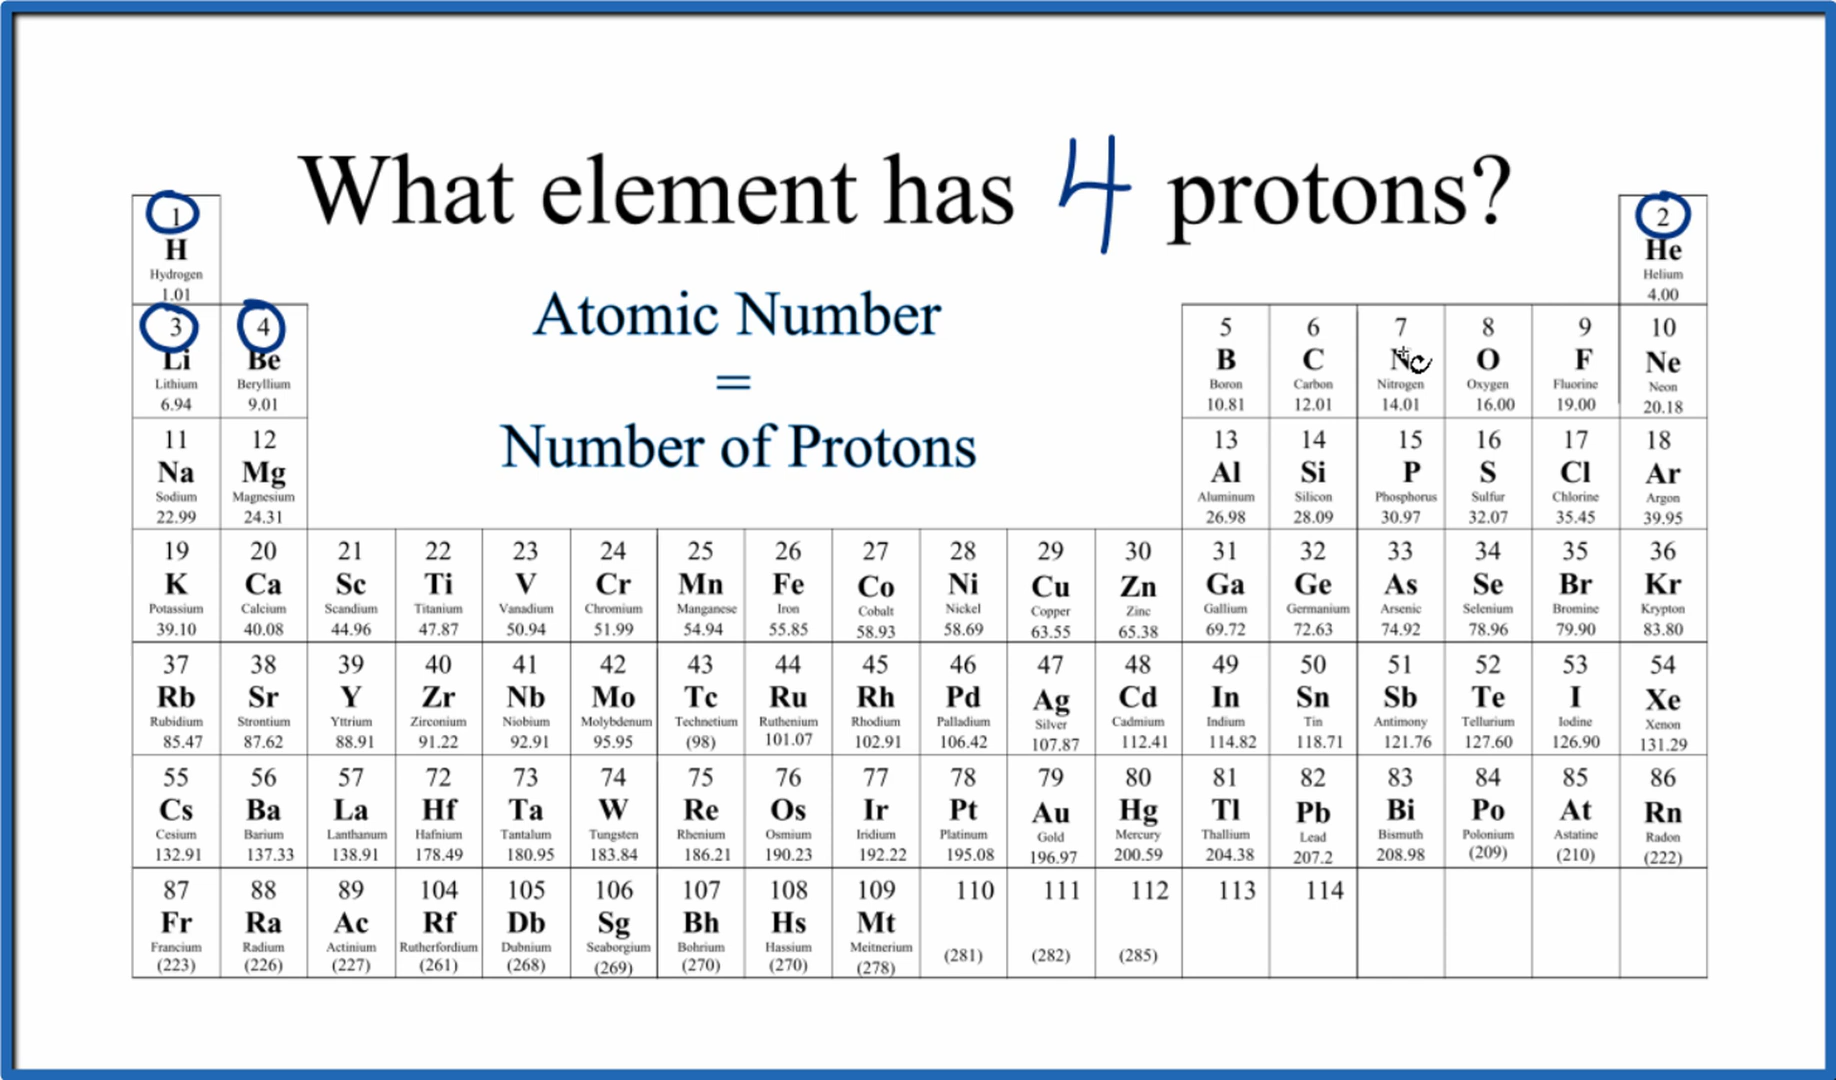 What element has 4 protons?
1 2
H He
Hydrogen Helium
1.01 4.00
Atomic Number
=
Number of Protons
3 4 5 6 7 8 9 10
Li Be B C N O F Ne
Lithium Beryllium Boron Carbon Nitrogen Oxygen Fluorine Neon
6.94 9.01 10.81 12.01 14.01 16.00 19.00 20.18
11 12 13 14 15 16 17 18
Na Mg Al Si P S Cl Ar
Sodium Magnesium Aluminum Silicon Phosphorus Sulfur Chlorine Argon
22.99 24.31 26.98 28.09 30.97 32.07 35.45 39.95
19 20 21 22 23 24 25 26 27 28 29 30 31 32 33 34 35 36
K Ca Sc Ti V Cr Mn Fe Co Ni Cu Zn Ga Ge As Se Br Kr
Potassium Calcium Scandium Titanium Vanadium Chromium Manganese Iron Cobalt Nickel Copper Zinc Gallium Germanium Arsenic Selenium Bromine Krypton
39.10 40.08 44.96 47.87 50.94 51.99 54.94 55.85 58.93 58.69 63.55 65.38 69.72 72.63 74.92 78.96 79.90 83.80
37 38 39 40 41 42 43 44 45 46 47 48 49 50 51 52 53 54
Rb Sr Y Zr Nb Mo Tc Ru Rh Pd Ag Cd In Sn Sb Te I Xe
Rubidium Strontium Yttrium Zirconium Niobium Molybdenum Technetium Ruthenium Rhodium Palladium Silver Cadmium Indium Tin Antimony Tellurium Iodine Xenon
85.47 87.62 88.91 91.22 92.91 95.95 (98) 101.07 102.91 106.42 107.87 112.41 114.82 118.71 121.76 127.60 126.90 131.29
55 56 57 72 73 74 75 76 77 78 79 80 81 82 83 84 85 86
Cs Ba La Hf Ta W Re Os Ir Pt Au Hg Tl Pb Bi Po At Rn
Cesium Barium Lanthanum Hafnium Tantalum Tungsten Rhenium Osmium Iridium Platinum Gold Mercury Thallium Lead Bismuth Polonium Astatine Radon
132.91 137.33 138.91 178.49 180.95 183.84 186.21 190.23 192.22 195.08 196.97 200.59 204.38 207.2 208.98 (209) (210) (222)
87 88 89 104 105 106 107 108 109 110 111 112 113 114
Fr Ra Ac Rf Db Sg Bh Hs Mt
Francium Radium Actinium Rutherfordium Dubnium Seaborgium Bohrium Hassium Meitnerium
(223) (226) (227) (261) (268) (269) (270) (270) (278) (281) (282) (285)